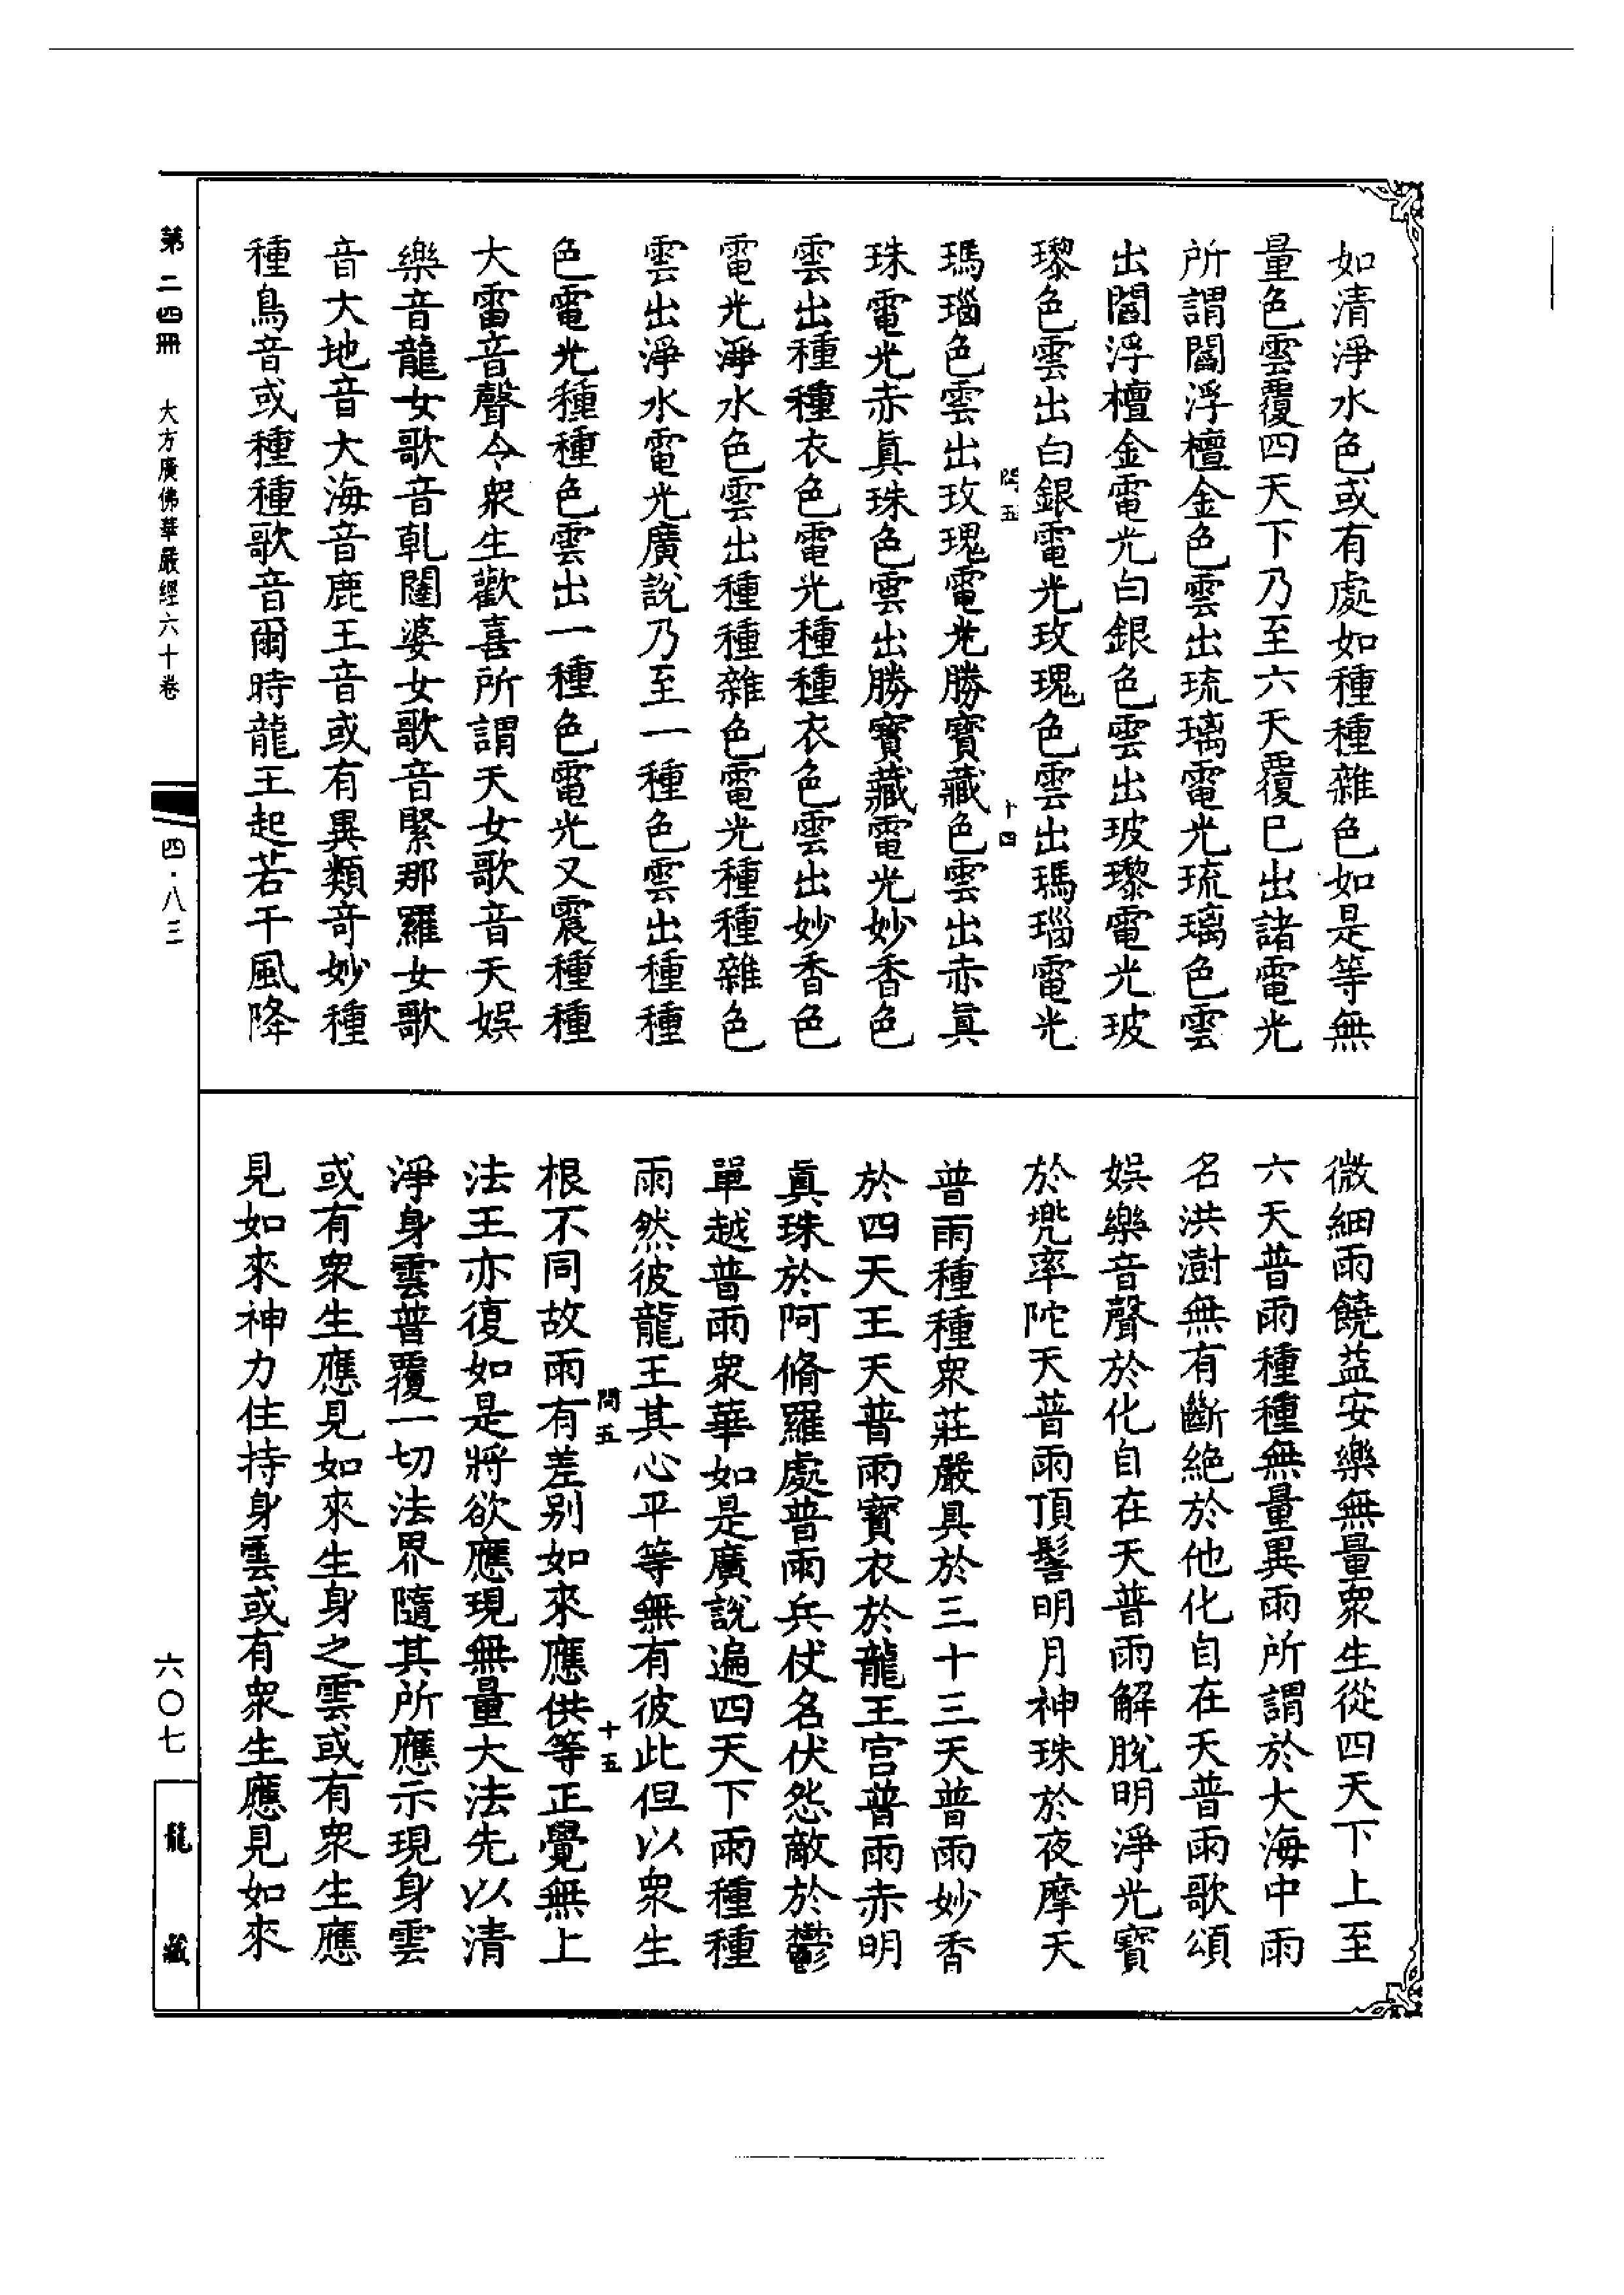 如清淨水色或有處如種種雜色如是等無
量色雲覆四天下乃至六天覆巳出諸電光
所謂閻浮檀金色雲出琉璃電光琉璃色雲
出閻浮檀金電光白銀色雲出玻瓈電光玻
瓈色雲出白銀電光玫瑰色雲出瑪瑙電光
問五
十四
瑪瑙色雲出玫瑰電光勝寶藏色雲出赤眞
珠電光赤眞珠色雲出勝寶藏電光妙香色
雲出種種衣色電光種種衣色雲出妙香色
電光淨水色雲出種種雜色電光種種雜色
雲出淨水電光廣說乃至一種色雲出種種
色電光種種色雲出一種色電光又震種種
大雷音聲令衆生歡喜所謂天女歌音天娛
樂音龍女歌音乹闥婆女歌音緊那羅女歌
音大地音大海音鹿王音或有異類竒妙種
種鳥音或種種歌音爾時龍王起若干風降
微細雨饒益安樂無量衆生從四天下上至
六天普雨種種無量異雨所謂於大海中雨
名洪澍無有斷絶於他化自在天普雨歌頌
娛樂音聲於化自在天普雨解脫明淨光寶
於兜率陀天普雨頂髻明月神珠於夜摩天
普雨種種衆莊嚴具於三十三天普雨妙香
於四天王天普雨寳衣於龍王宫普雨赤明
眞珠於阿脩羅處普雨兵仗名伏怨敵於鬱
單越普雨衆華如是廣說遍四天下雨種種
雨然彼龍王其心平等無有彼此但以衆生
問五
十五
根不同故雨有差别如來應供等正覺無上
法王亦復如是將欲應現無量大法先以清
淨身雲普覆一切法界隨其所應示現身雲
或有衆生應見如來生身之雲或有衆生應
見如來神力住持身雲或有衆生應見如來
第二四冊 大方廣佛華嚴經六十卷
四·八三
六〇七
龍藏